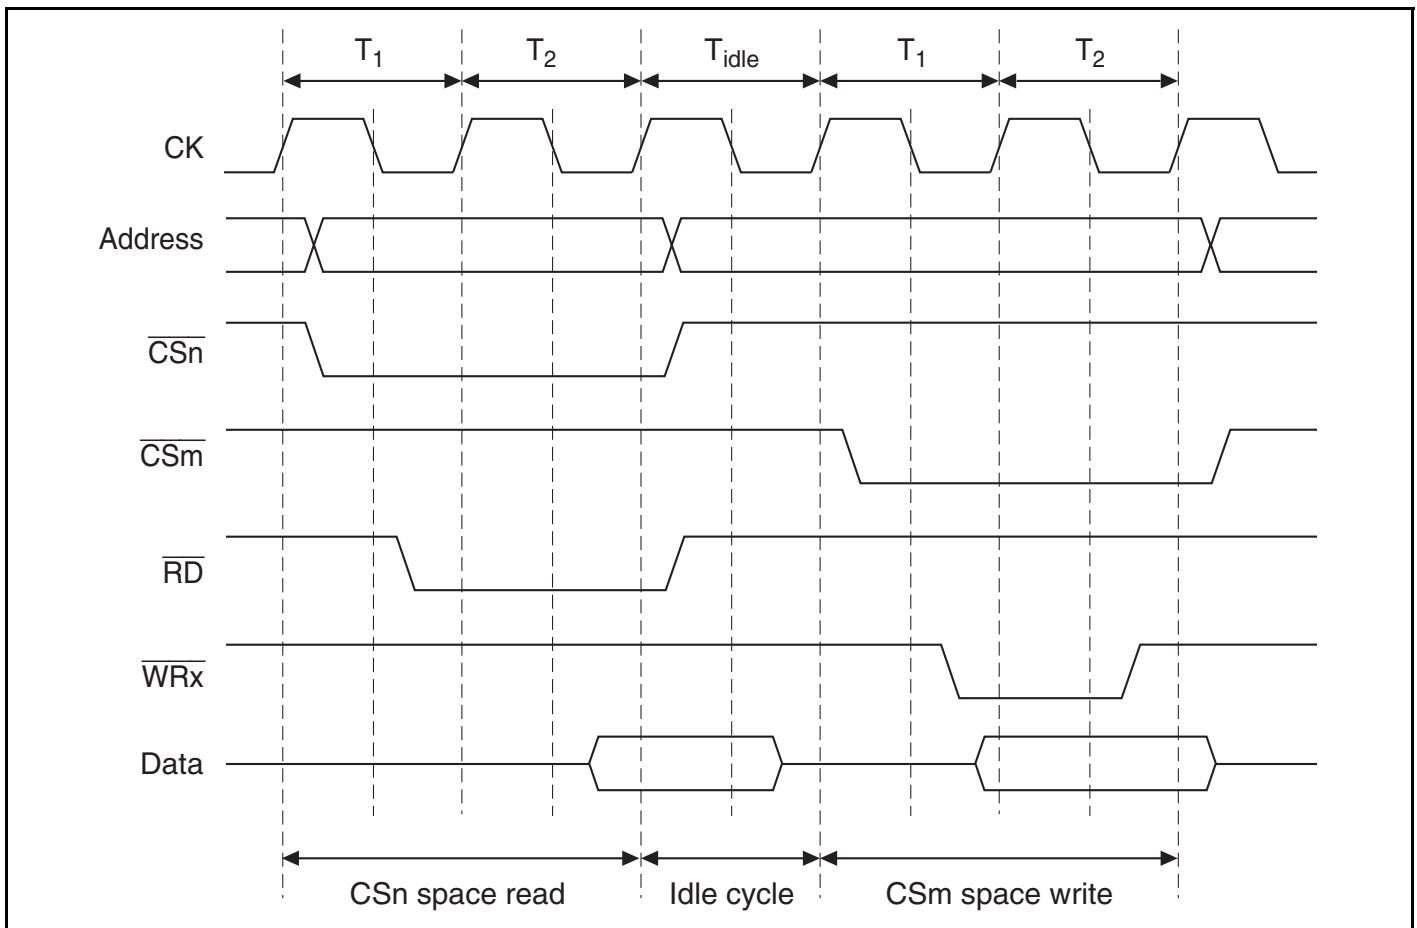 T1 T2 Tidle T1 T2
CK
Address
CSn
CSm
RD
WRx
Data
CSn space read Idle cycle CSm space write